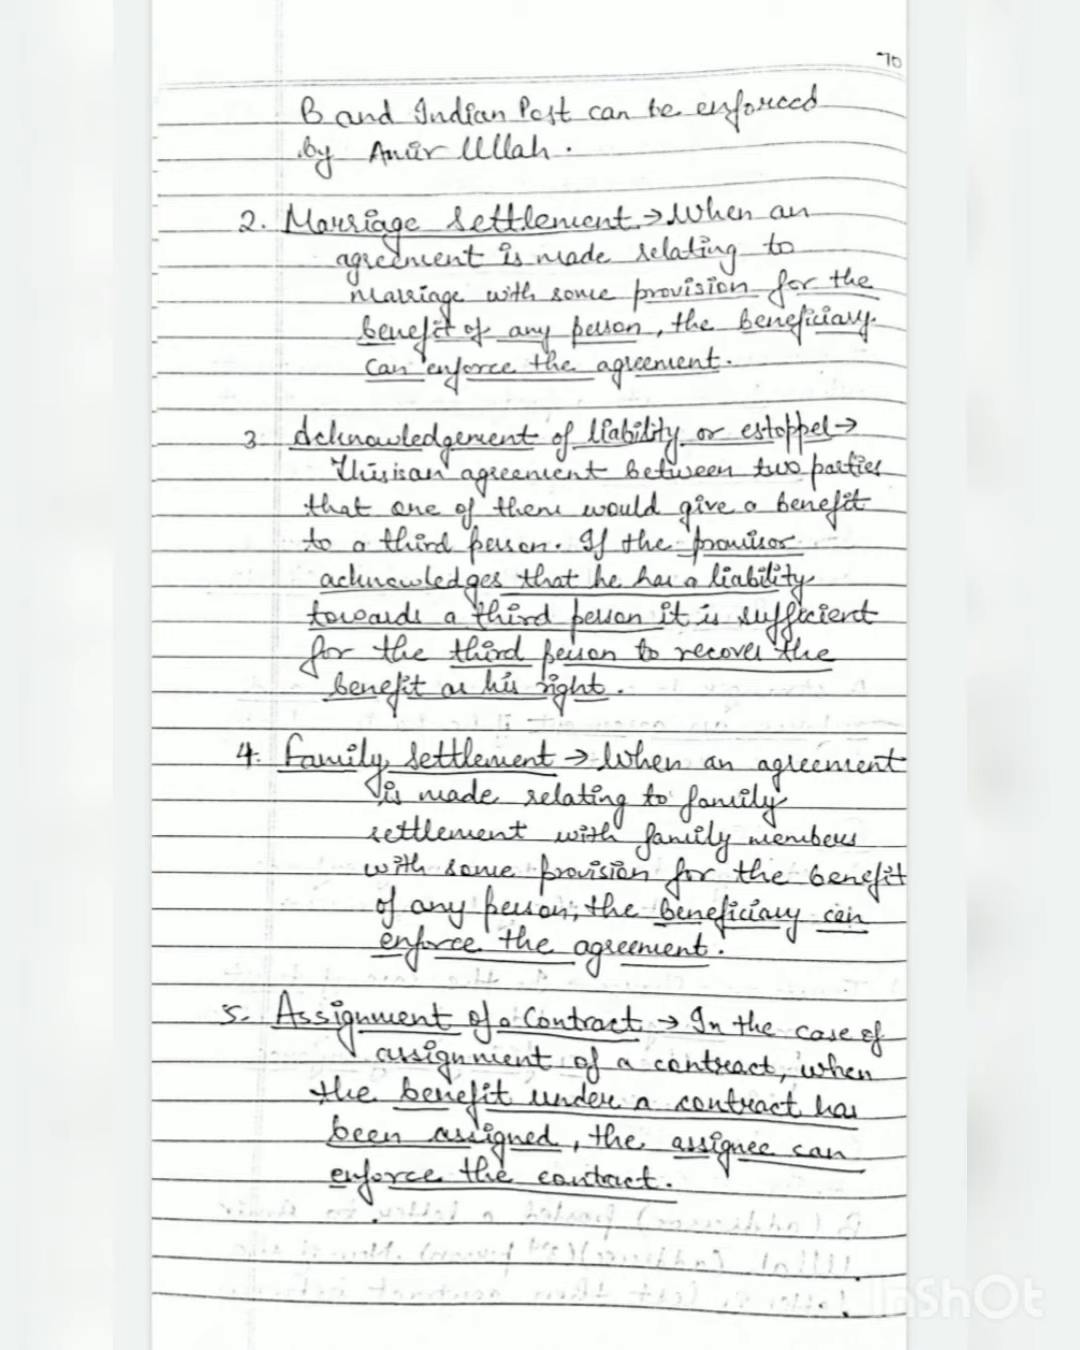 70
B and Indian Post can be enforced
by Amir Ullah.
2. Marriage Settlement → When an
agreement is made relating to
marriage with some provision for the
benefit of any person, the beneficiary
can enforce the agreement.
3 Acknowledgement of liability or estoppel →
This is an agreement between two parties
that one of them would give a benefit
to a third person. If the promisor
acknowledges that he has a liability
towards a third person it is sufficient
for the third person to recover the
benefit as his right.
4. Family Settlement → When an agreement
is made relating to family
settlement with family members
with some provision for the benefit
of any person, the beneficiary can
enforce the agreement.
5. Assignment of a Contract → In the case of
assignment of a contract, when
the benefit under a contract has
been assigned, the assignee can
enforce the contract.
InShOt